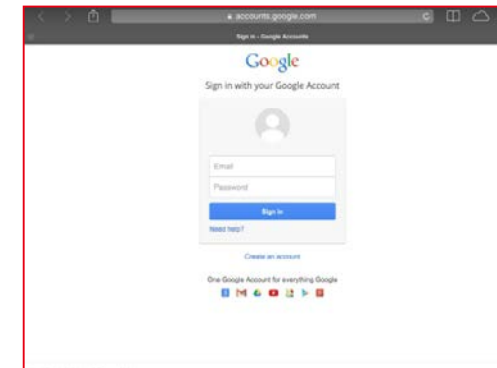 accounts.google.com
Sign in - Google Accounts
Google
Sign in with your Google Account
Email
Password
Sign in
Need help?
Create an account
One Google Account for everything Google